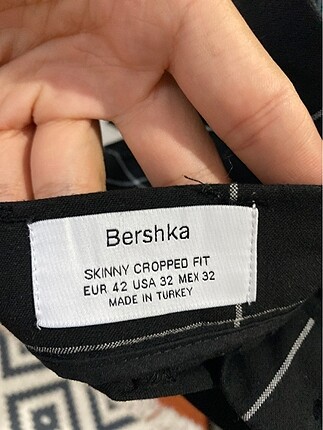 Bershka
SKINNY CROPPED FIT
EUR 42 USA 32 MEX 32
MADE IN TURKEY